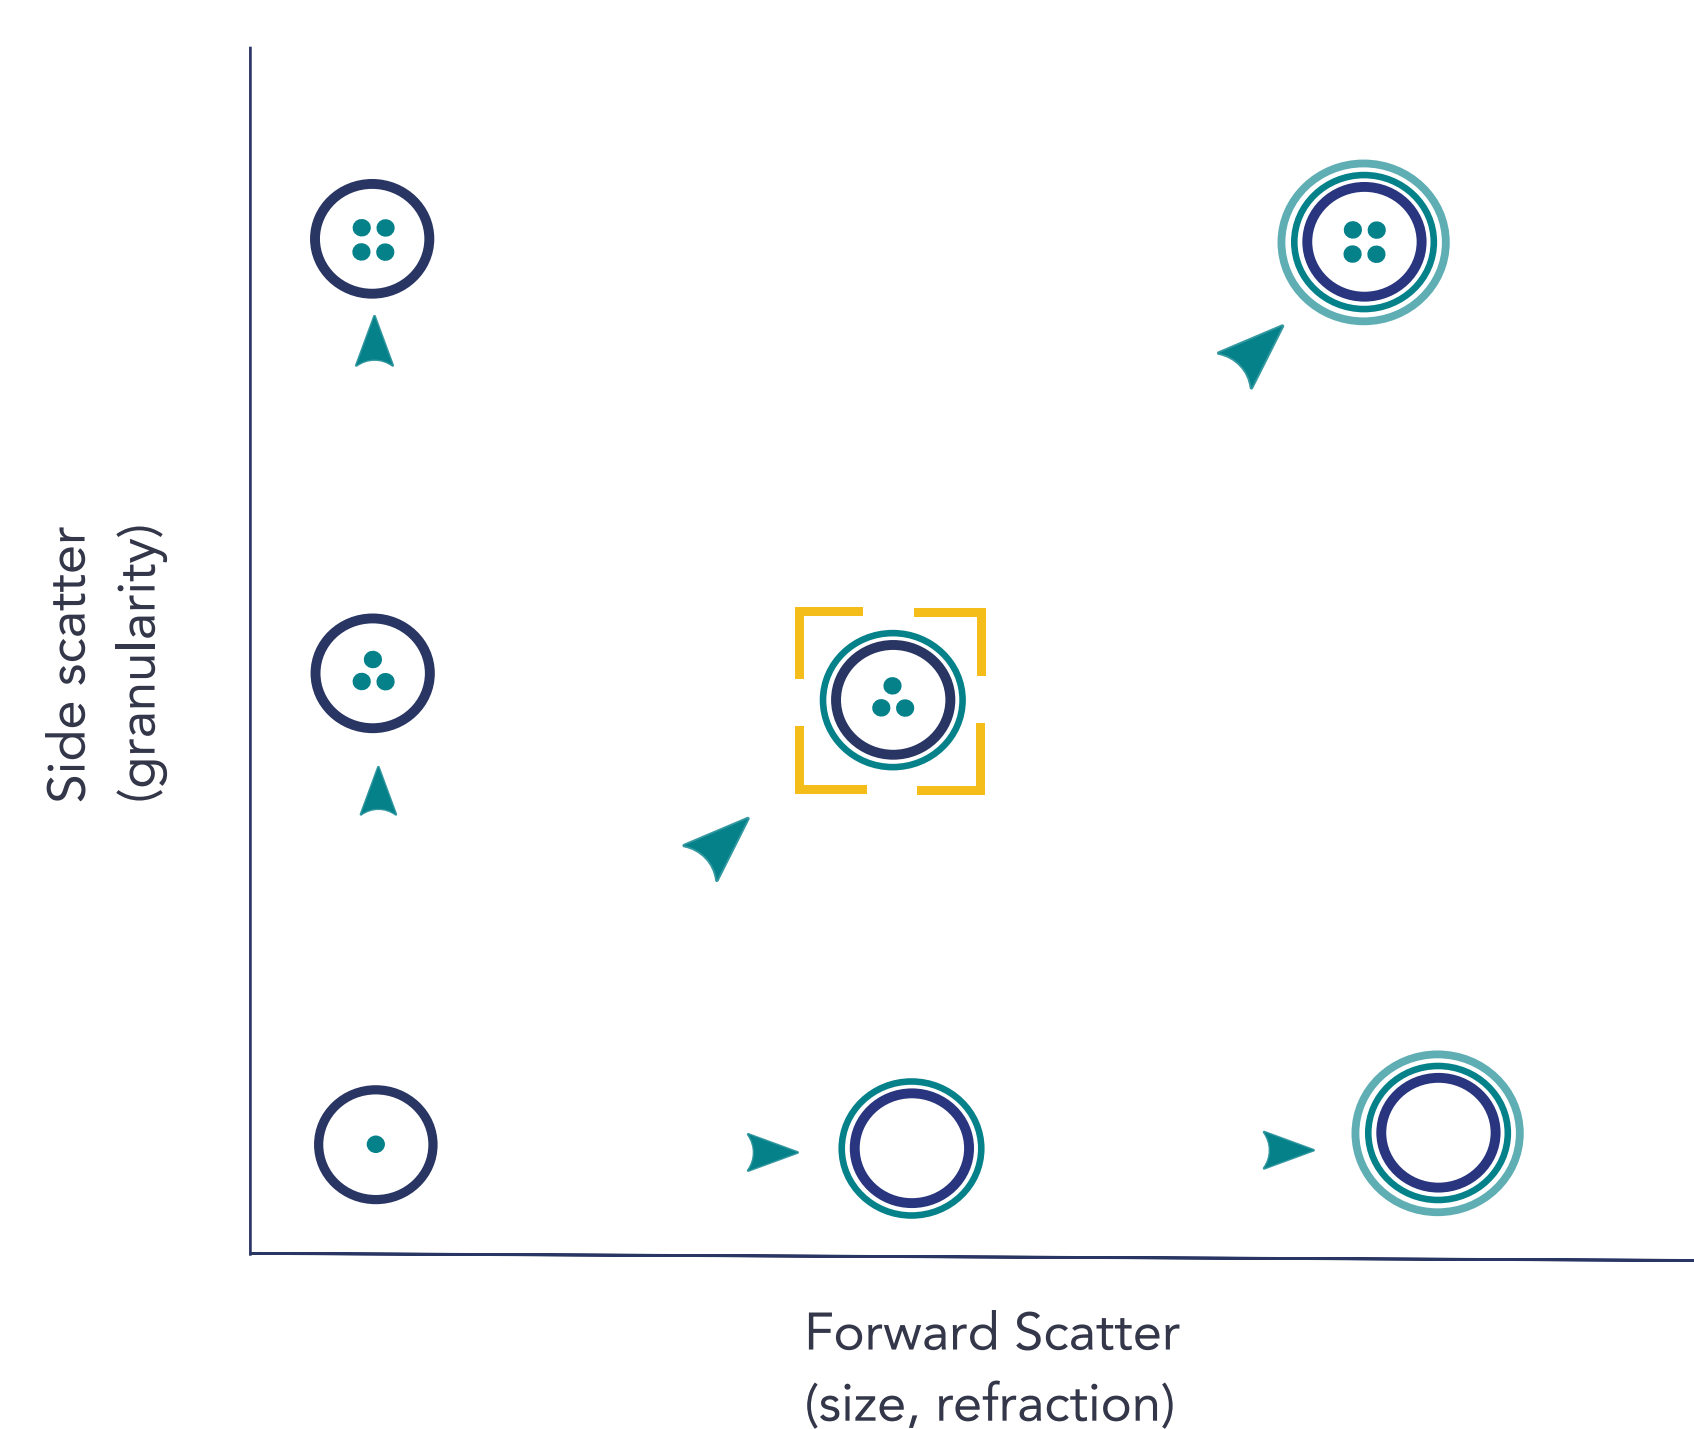 Side scatter
(granularity)
Forward Scatter
(size, refraction)